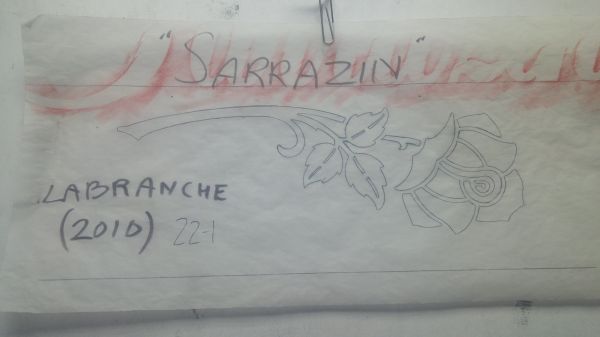 "SARRAZIN"
LABRANCHE
(2010) 22-1